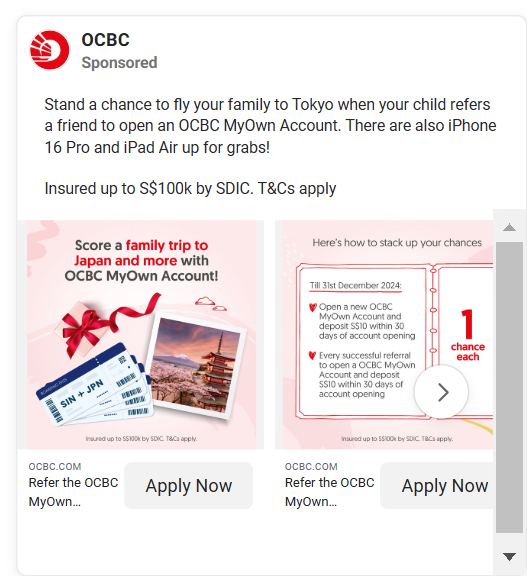 OCBC
Sponsored
Stand a chance to fly your family to Tokyo when your child refers
a friend to open an OCBC MyOwn Account. There are also iPhone
16 Pro and iPad Air up for grabs!
Insured up to S$100k by SDIC. T&Cs apply
Score a family trip to
Japan and more with
OCBC MyOwn Account!
SIN → JPN
Insured up to S$100k by SDIC. T&Cs apply.
OCBC.COM
Refer the OCBC
MyOwn...
Apply Now
Here's how to stack up your chances
Till 31st December 2024:
Open a new OCBC
MyOwn Account and
deposit S$10 within 30
days of account opening
Every successful referral
to open a OCBC MyOwn
Account and deposit
S$10 within 30 days of
account opening
1
chance
each
Insured up to S$100k by SDIC. T&Cs apply.
OCBC.COM
Refer the OCBC
MyOwn...
Apply Now